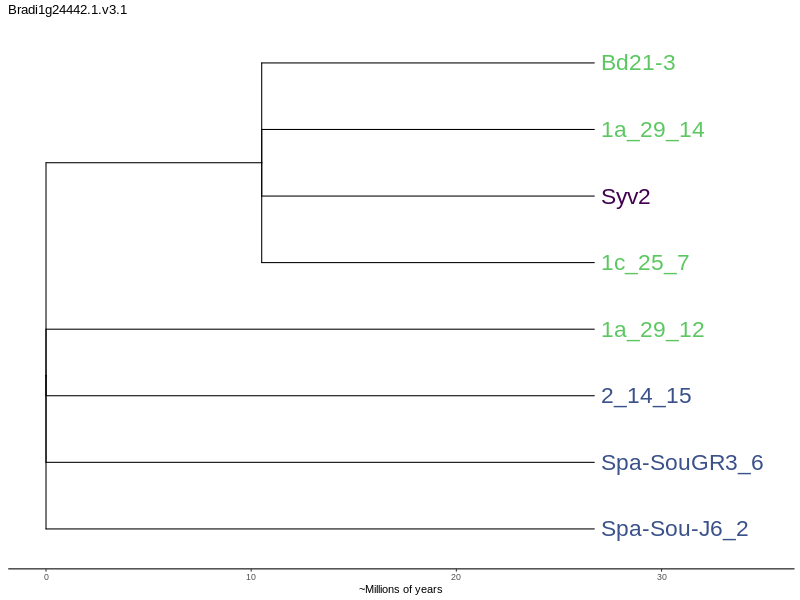 Bradi1g24442.1.v3.1
Bd21-3
1a_29_14
Syv2
1c_25_7
1a_29_12
2_14_15
Spa-SouGR3_6
Spa-Sou-J6_2
0 10 20 30
~Millions of years